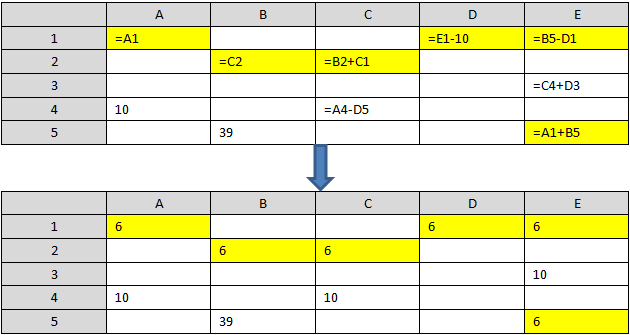 A B C D E
1 =A1 =E1-10 =B5-D1
2 =C2 =B2+C1
3 =C4+D3
4 10 =A4-D5
5 39 =A1+B5
A B C D E
1 6 6 6
2 6 6
3 10
4 10 10
5 39 6